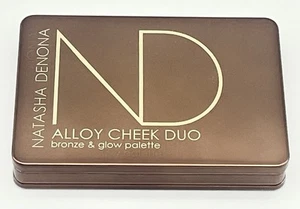 NATASHA DENONA
ND
ALLOY CHEEK DUO
bronze & glow palette